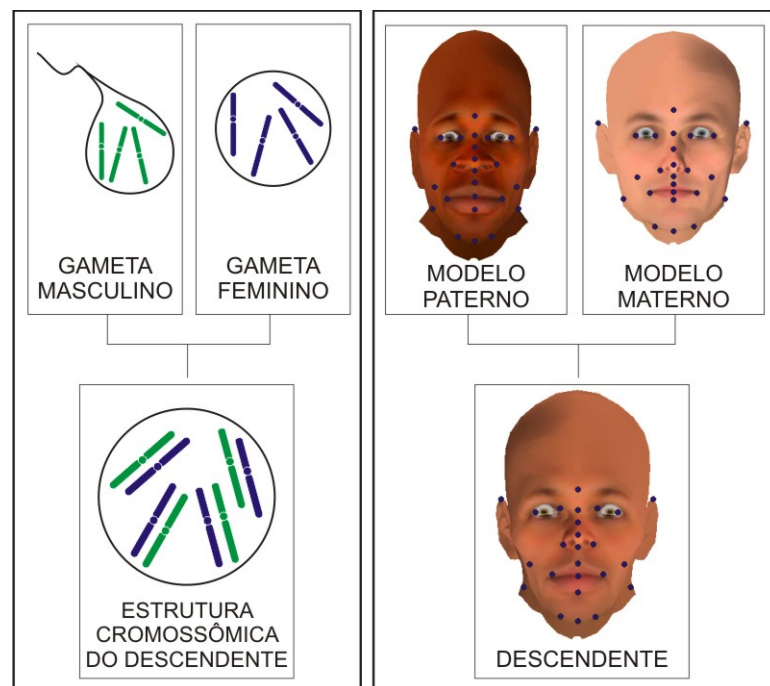 GAMETA
MASCULINO
GAMETA
FEMININO
MODELO
PATERNO
MODELO
MATERNO
ESTRUTURA
CROMOSSÔMICA
DO DESCENDENTE
DESCENDENTE